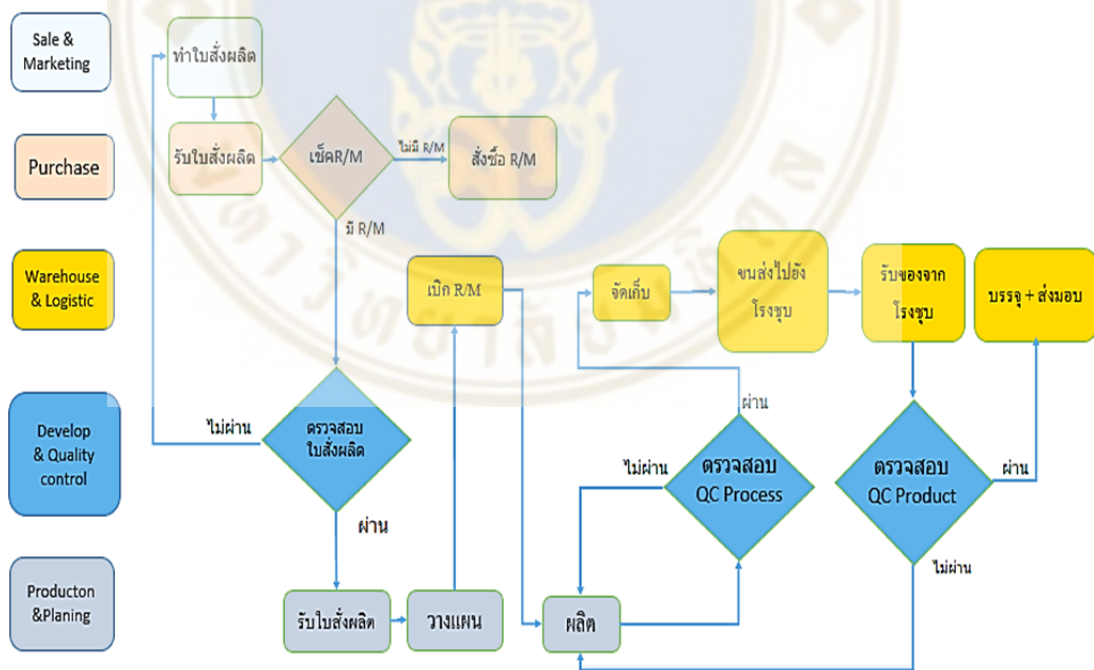 Sale &
Marketing
ทำใบสั่งผลิต
Purchase
รับใบสั่งผลิต
เช็คR/M
ไม่มี R/M
สั่งซื้อ R/M
มี R/M
Warehouse
& Logistic
เบิก R/M
จัดเก็บ
ขนส่งไปยัง
โรงชุบ
รับของจาก
โรงชุบ
บรรจุ + ส่งมอบ
Develop
& Quality
control
ไม่ผ่าน
ตรวจสอบ
ใบสั่งผลิต
ผ่าน
ไม่ผ่าน
ตรวจสอบ
QC Process
ผ่าน
ตรวจสอบ
QC Product
ผ่าน
ไม่ผ่าน
Producton
&Planing
รับใบสั่งผลิต
วางแผน
ผลิต